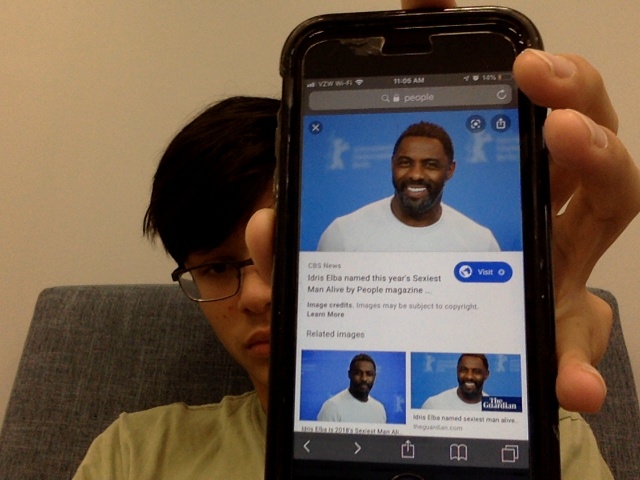 VZW Wi-Fi
11:05 AM
14%
people
CBS News
Visit
Idris Elba named this year's Sexiest
Man Alive by People magazine ...
Image credits. Images may be subject to copyright.
Learn More
Related images
The
Guardian
Idris Elba is 2018's Sexiest Man Ali..
Idris Elba named sexiest man alive..
theguardian.com